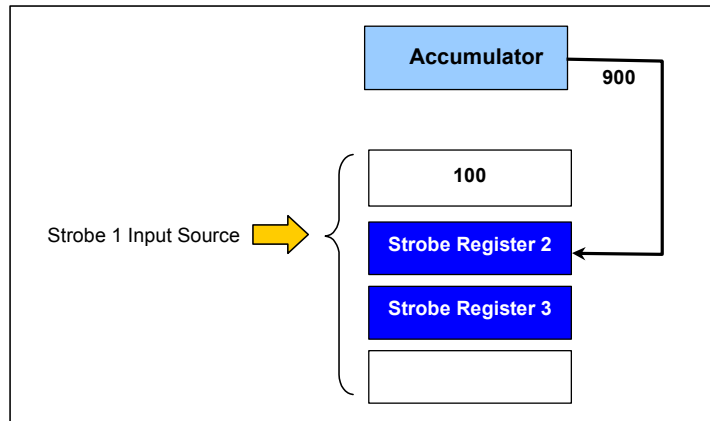 Accumulator
900
100
Strobe 1 Input Source
Strobe Register 2
Strobe Register 3